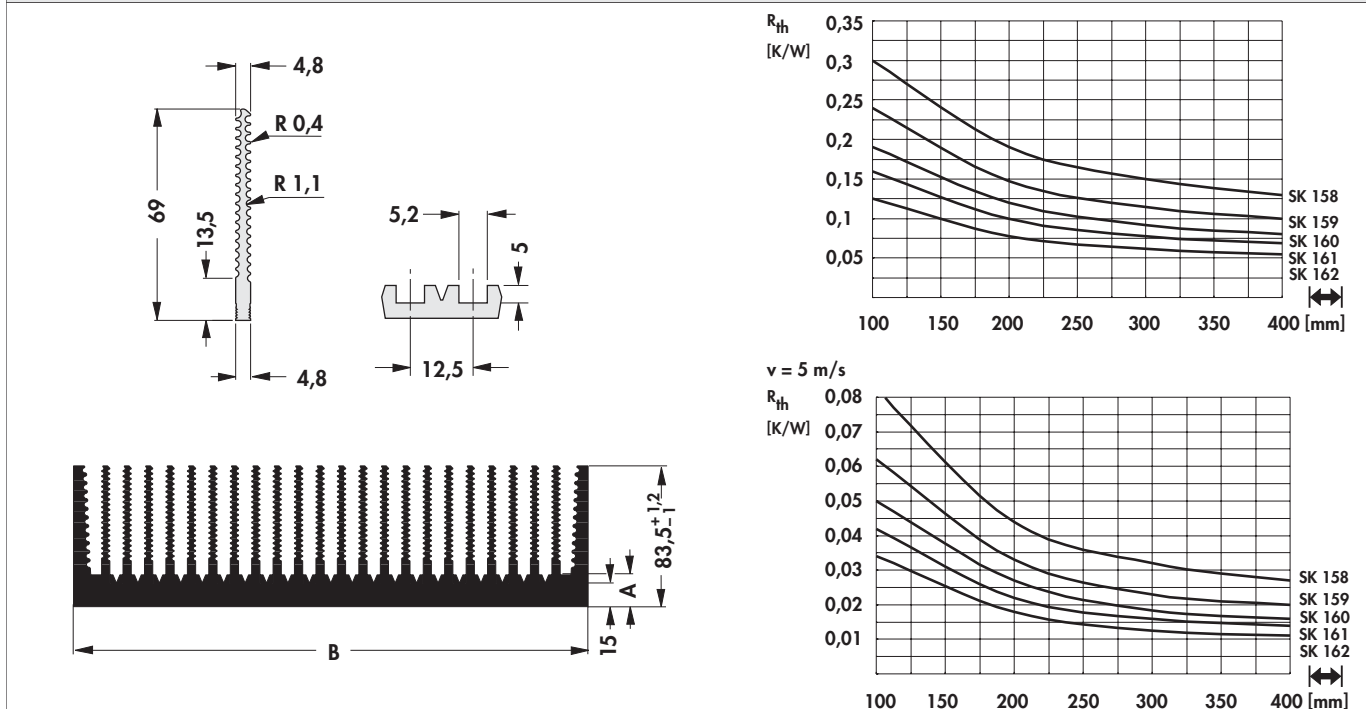 4,8
R 0,4
R 1,1
69
13,5
4,8
5,2
5
12,5
83,5 +1,2 -1
A
15
B
Rth
[K/W]
0,35
0,3
0,25
0,2
0,15
0,1
0,05
SK 158
SK 159
SK 160
SK 161
SK 162
100 150 200 250 300 350 400 [mm]
v = 5 m/s
Rth
[K/W]
0,08
0,07
0,06
0,05
0,04
0,03
0,02
0,01
SK 158
SK 159
SK 160
SK 161
SK 162
100 150 200 250 300 350 400 [mm]